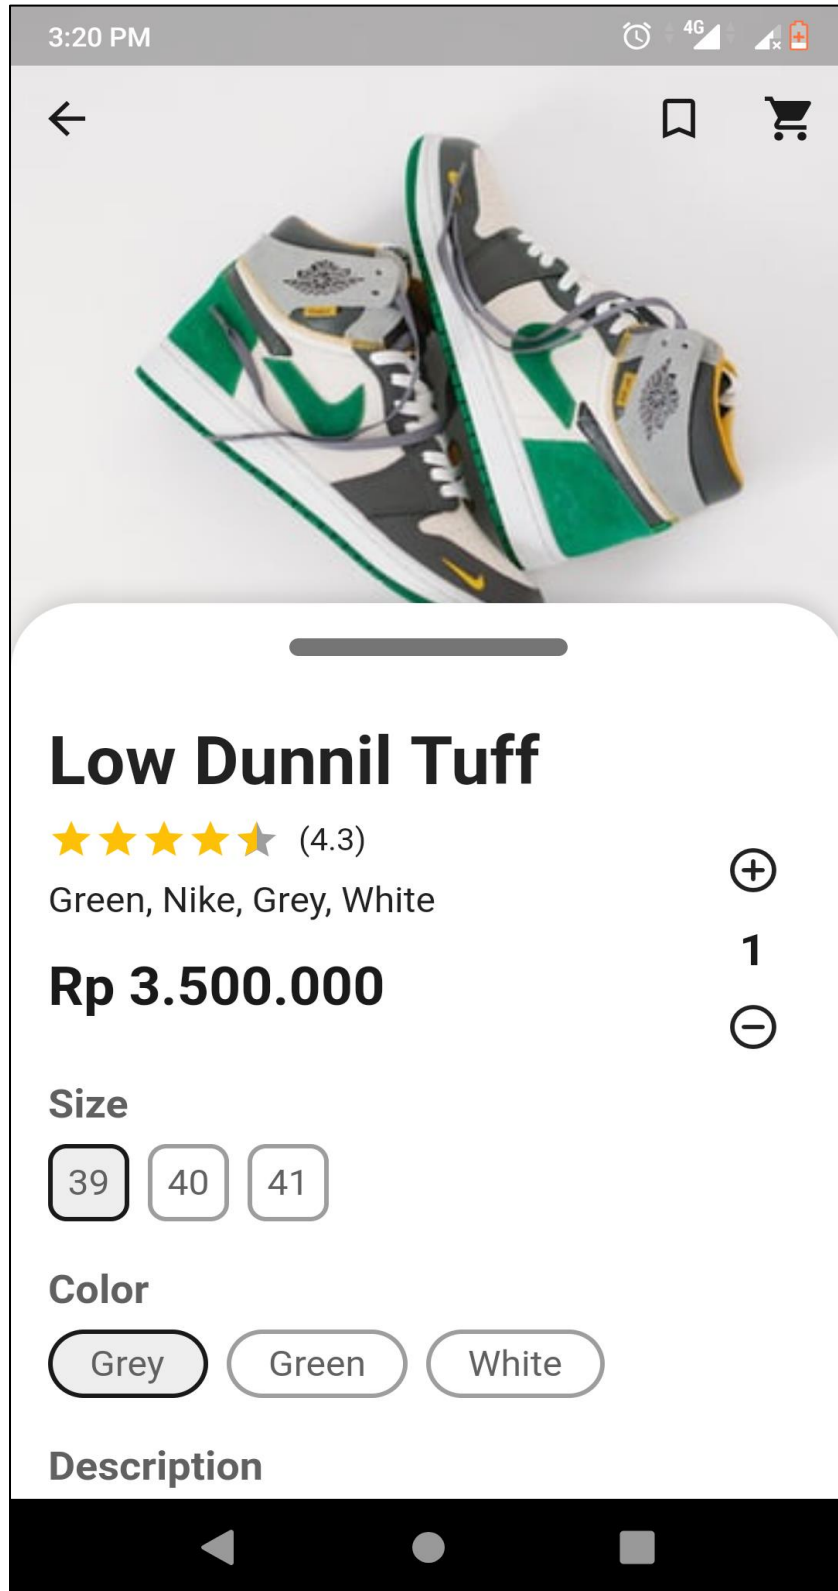 3:20 PM
4G
Low Dunnil Tuff
(4.3)
Green, Nike, Grey, White
Rp 3.500.000
1
Size
39 40 41
Color
Grey Green White
Description